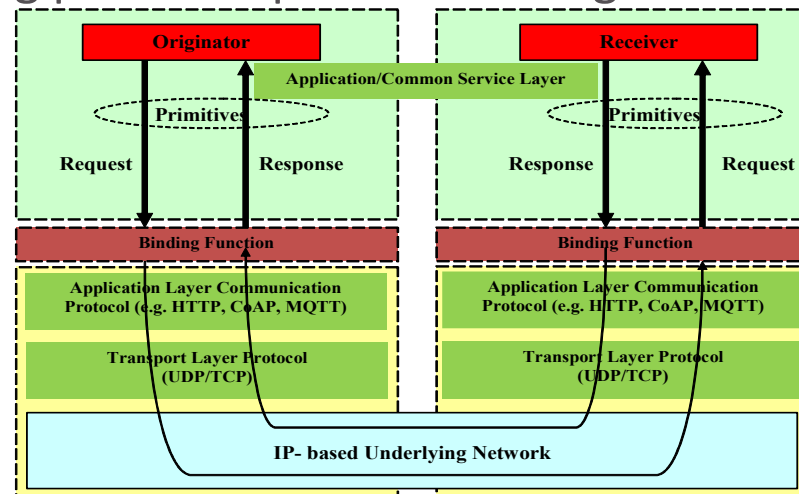 Originator
Receiver
Application/Common Service Layer
Primitives
Primitives
Request
Response
Response
Request
Binding Function
Binding Function
Application Layer Communication
Protocol (e.g. HTTP, CoAP, MQTT)
Application Layer Communication
Protocol (e.g. HTTP, CoAP, MQTT)
Transport Layer Protocol
(UDP/TCP)
Transport Layer Protocol
(UDP/TCP)
IP- based Underlying Network